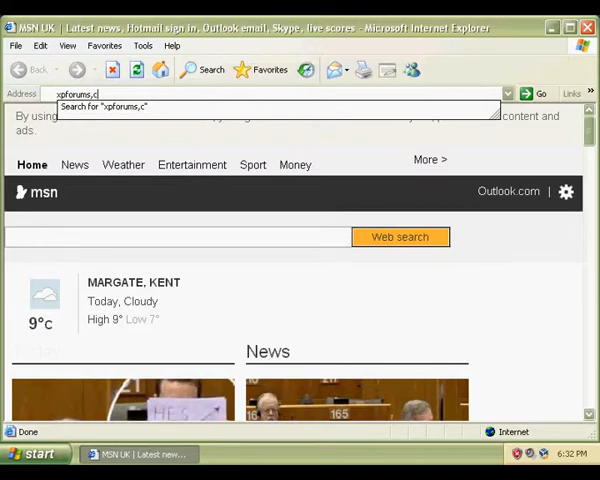 MSN UK | Latest news, Hotmail sign in, Outlook email, Skype, live scores - Microsoft Internet Explorer
File Edit View Favorites Tools Help
Back Search Favorites
Address xpforums,c Go Links »
Search for "xpforums,c"
By using content and
ads.
Home News Weather Entertainment Sport Money More >
msn Outlook.com |
Web search
MARGATE, KENT
Today, Cloudy
9°C High 9° Low 7°
News
HES
16 165
Done Internet
start MSN UK | Latest new... 6:32 PM